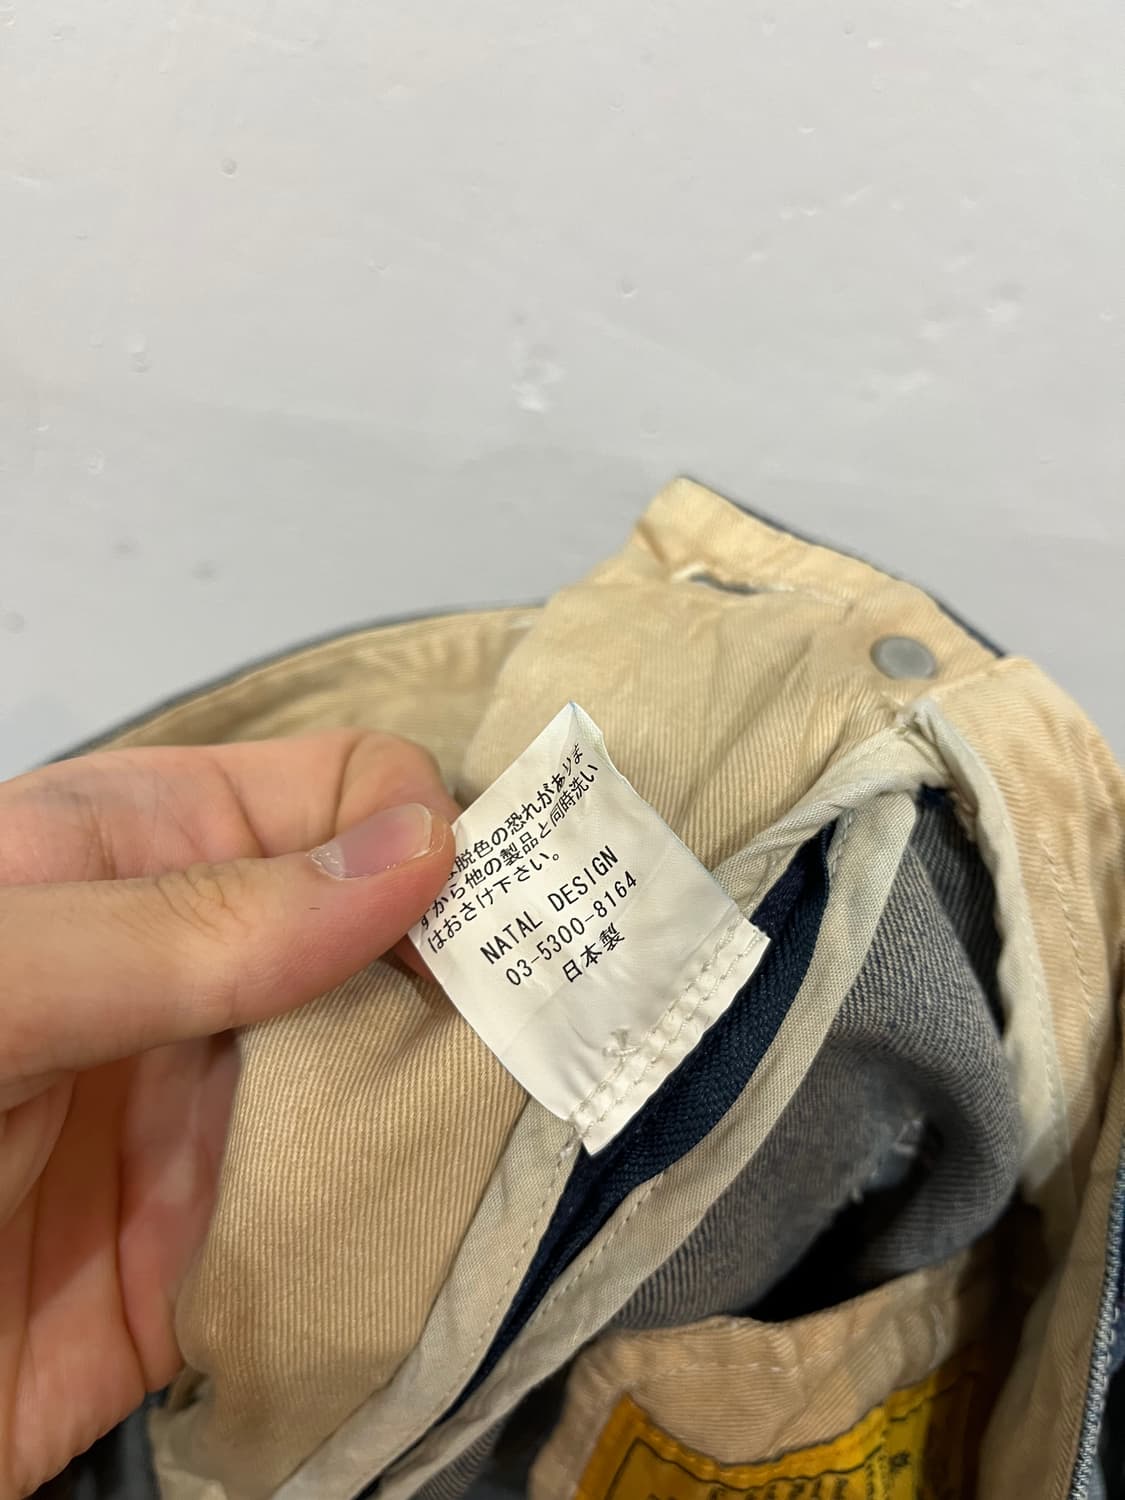 脱色の恐れがありま
すから他の製品と同時洗い
はおさけ下さい。
NATAL DESIGN
03-5300-8164
日本製